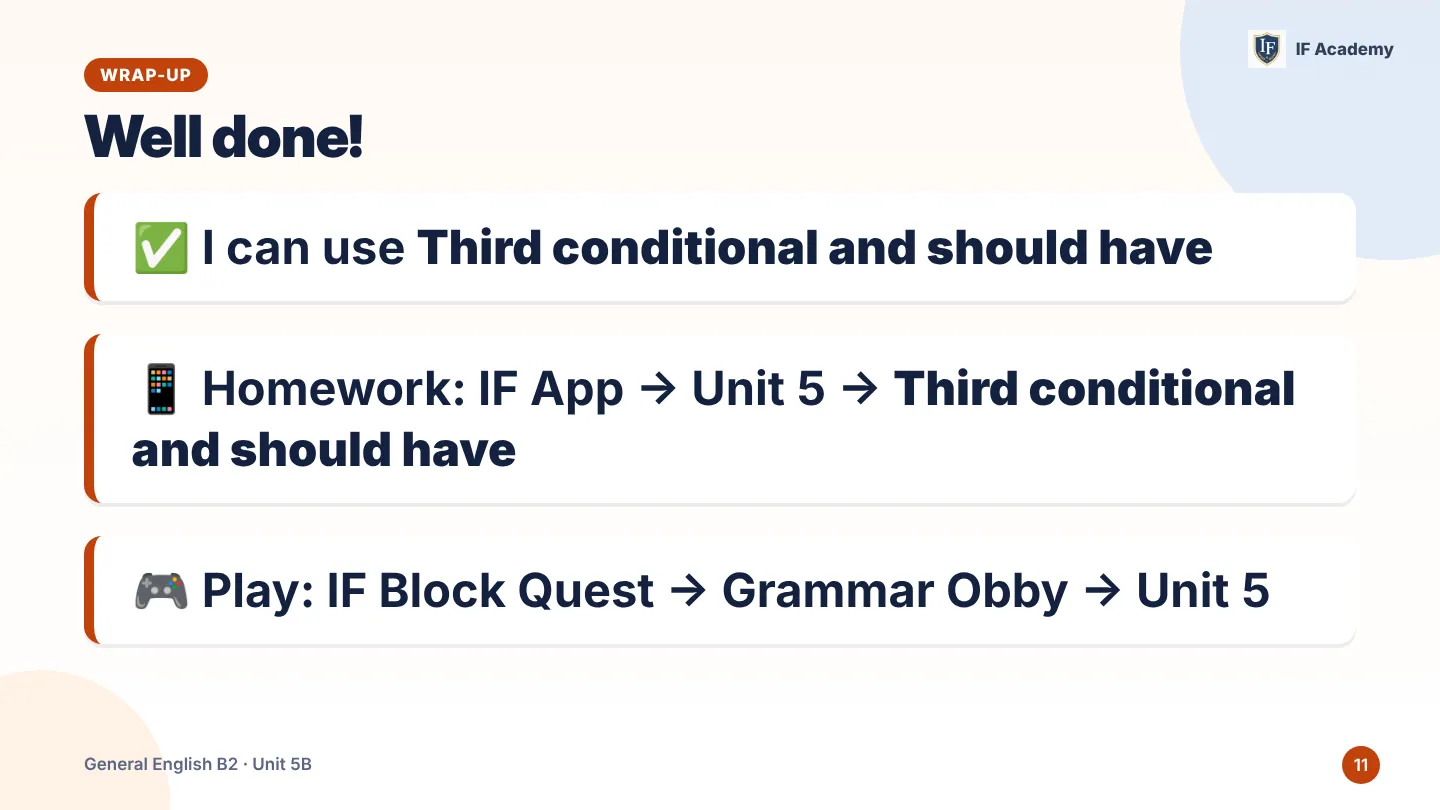 IF
IF Academy
WRAP-UP
Well done!
✅ I can use Third conditional and should have
📱 Homework: IF App → Unit 5 → Third conditional
and should have
🎮 Play: IF Block Quest → Grammar Obby → Unit 5
General English B2 · Unit 5B
11